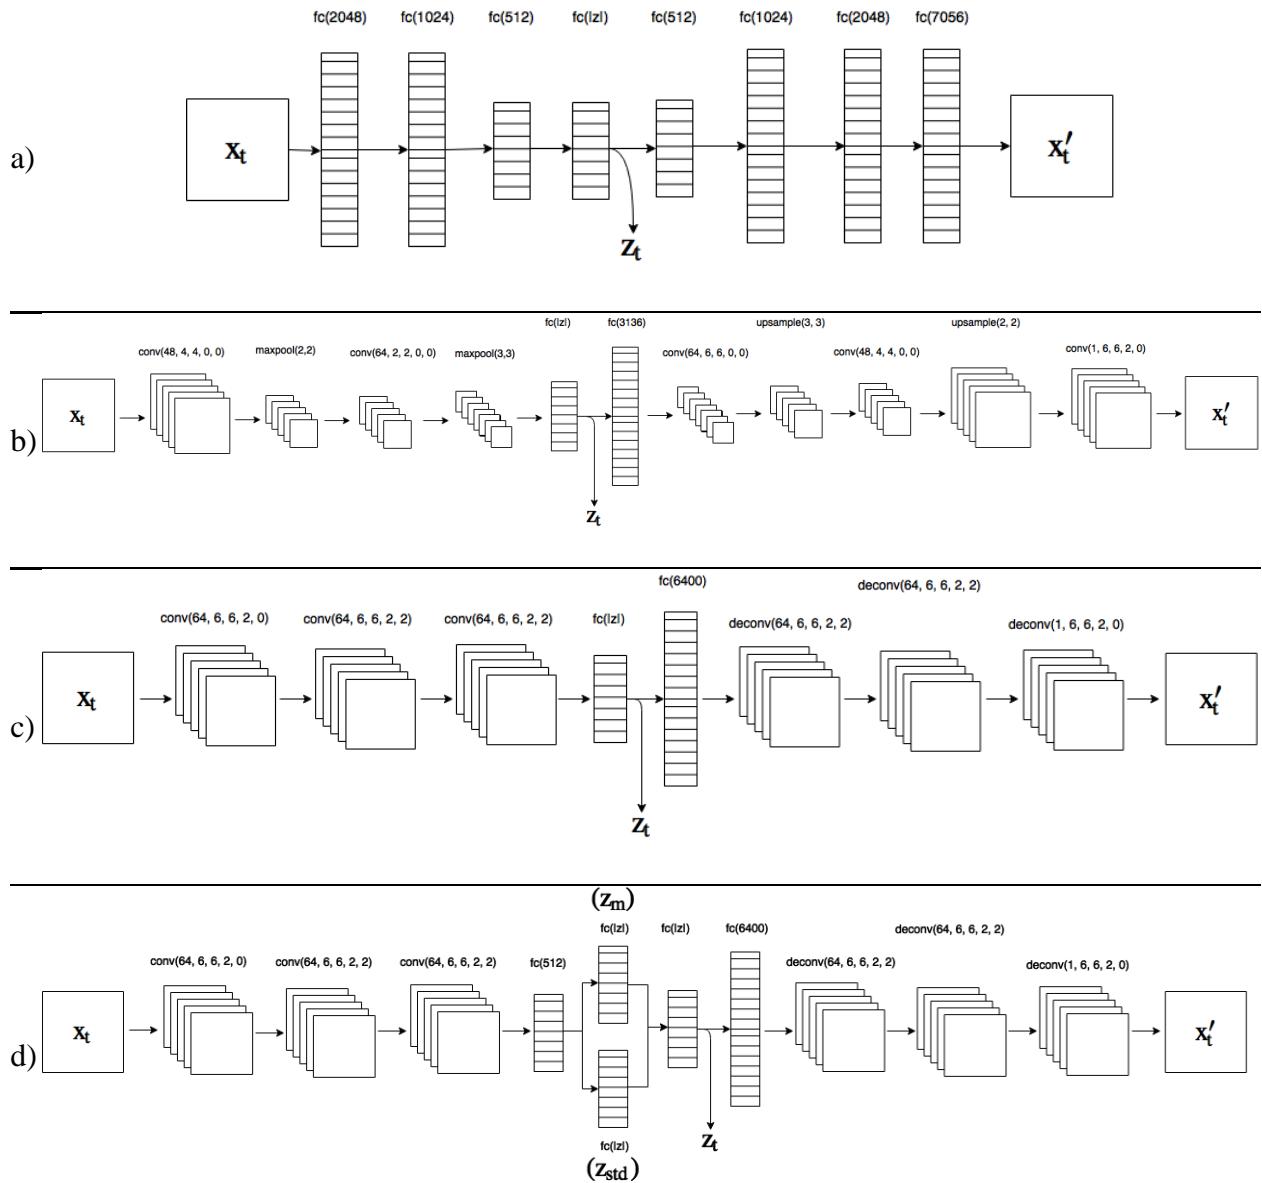 fc(2048) fc(1024) fc(512) fc(|z|) fc(512) fc(1024) fc(2048) fc(7056)
a) x_t x_t′
z_t
fc(|z|) fc(3136) upsample(3, 3) upsample(2, 2)
conv(48, 4, 4, 0, 0) maxpool(2,2) conv(64, 2, 2, 0, 0) maxpool(3,3) conv(64, 6, 6, 0, 0) conv(48, 4, 4, 0, 0) conv(1, 6, 6, 2, 0)
b) x_t x_t′
z_t
fc(6400) deconv(64, 6, 6, 2, 2)
conv(64, 6, 6, 2, 0) conv(64, 6, 6, 2, 2) conv(64, 6, 6, 2, 2) fc(|z|) deconv(64, 6, 6, 2, 2) deconv(1, 6, 6, 2, 0)
c) x_t x_t′
z_t
(z_m)
fc(|z|) fc(|z|) fc(6400) deconv(64, 6, 6, 2, 2)
conv(64, 6, 6, 2, 0) conv(64, 6, 6, 2, 2) conv(64, 6, 6, 2, 2) fc(512) deconv(64, 6, 6, 2, 2) deconv(1, 6, 6, 2, 0)
d) x_t x_t′
z_t
fc(|z|)
(z_std)